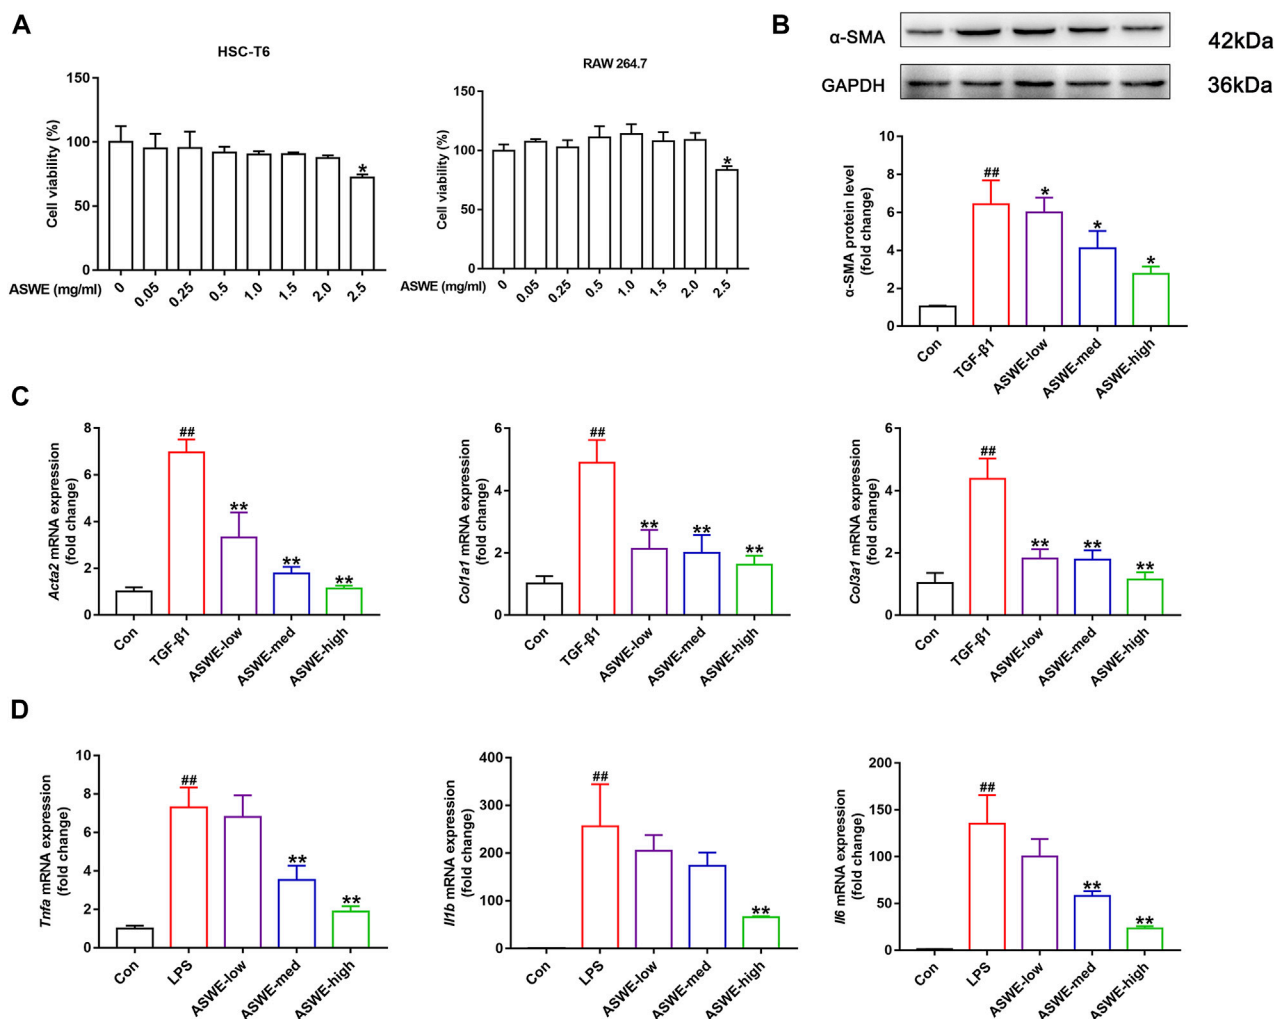 A
HSC-T6
Cell viability (%)
150
100
50
0
ASWE (mg/ml)
0 0.05 0.25 0.5 1.0 1.5 2.0 2.5
*
RAW 264.7
Cell viability (%)
150
100
50
0
ASWE (mg/ml)
0 0.05 0.25 0.5 1.0 1.5 2.0 2.5
*
B
α-SMA 42kDa
GAPDH 36kDa
α-SMA protein level
(fold change)
10
8
6
4
2
0
## * * *
Con TGF-β1 ASWE-low ASWE-med ASWE-high
C
Acta2 mRNA expression
(fold change)
8
6
4
2
0
## ** ** **
Con TGF-β1 ASWE-low ASWE-med ASWE-high
Col1a1 mRNA expression
(fold change)
6
4
2
0
## ** ** **
Con TGF-β1 ASWE-low ASWE-med ASWE-high
Col3a1 mRNA expression
(fold change)
6
4
2
0
## ** ** **
Con TGF-β1 ASWE-low ASWE-med ASWE-high
D
Tnfa mRNA expression
(fold change)
10
8
6
4
2
0
## ** **
Con LPS ASWE-low ASWE-med ASWE-high
Il1b mRNA expression
(fold change)
400
300
200
100
0
## **
Con LPS ASWE-low ASWE-med ASWE-high
Il6 mRNA expression
(fold change)
200
150
100
50
0
## ** **
Con LPS ASWE-low ASWE-med ASWE-high